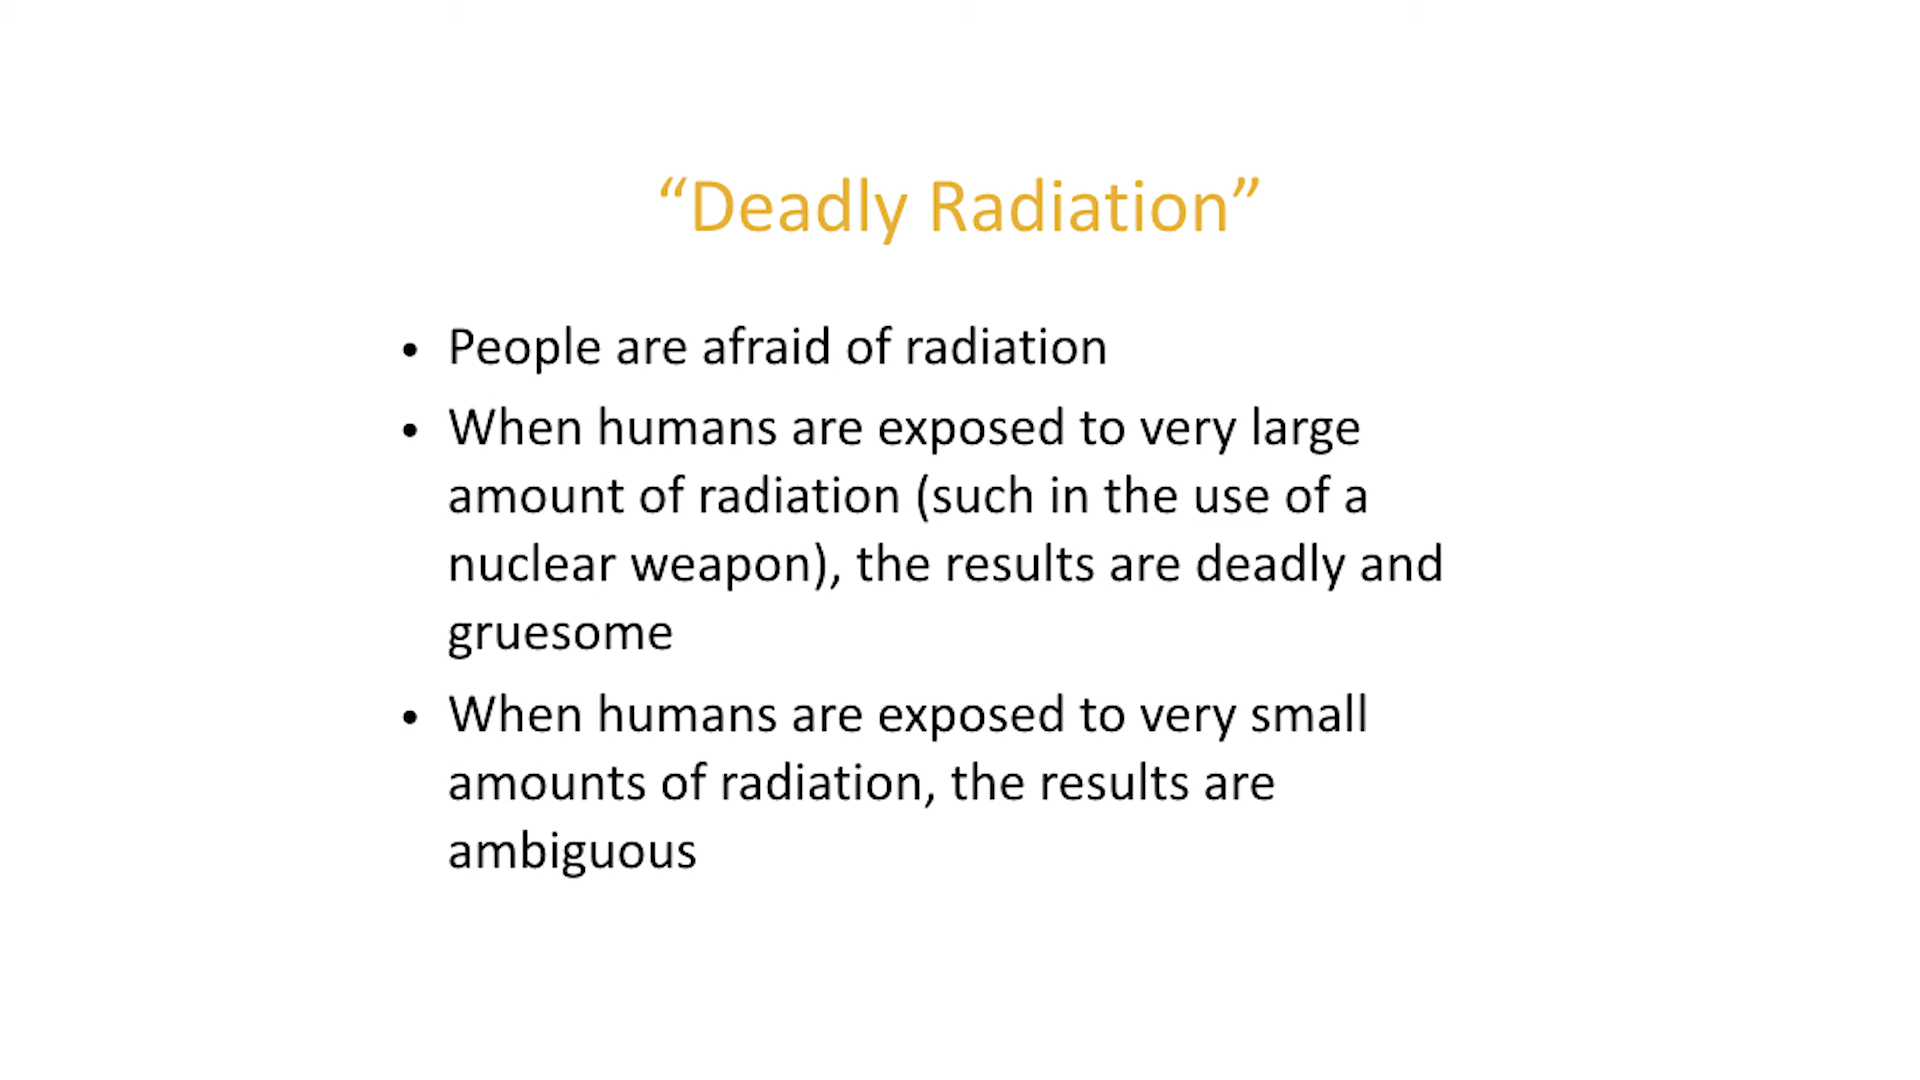 “Deadly Radiation”
• People are afraid of radiation
• When humans are exposed to very large
amount of radiation (such in the use of a
nuclear weapon), the results are deadly and
gruesome
• When humans are exposed to very small
amounts of radiation, the results are
ambiguous